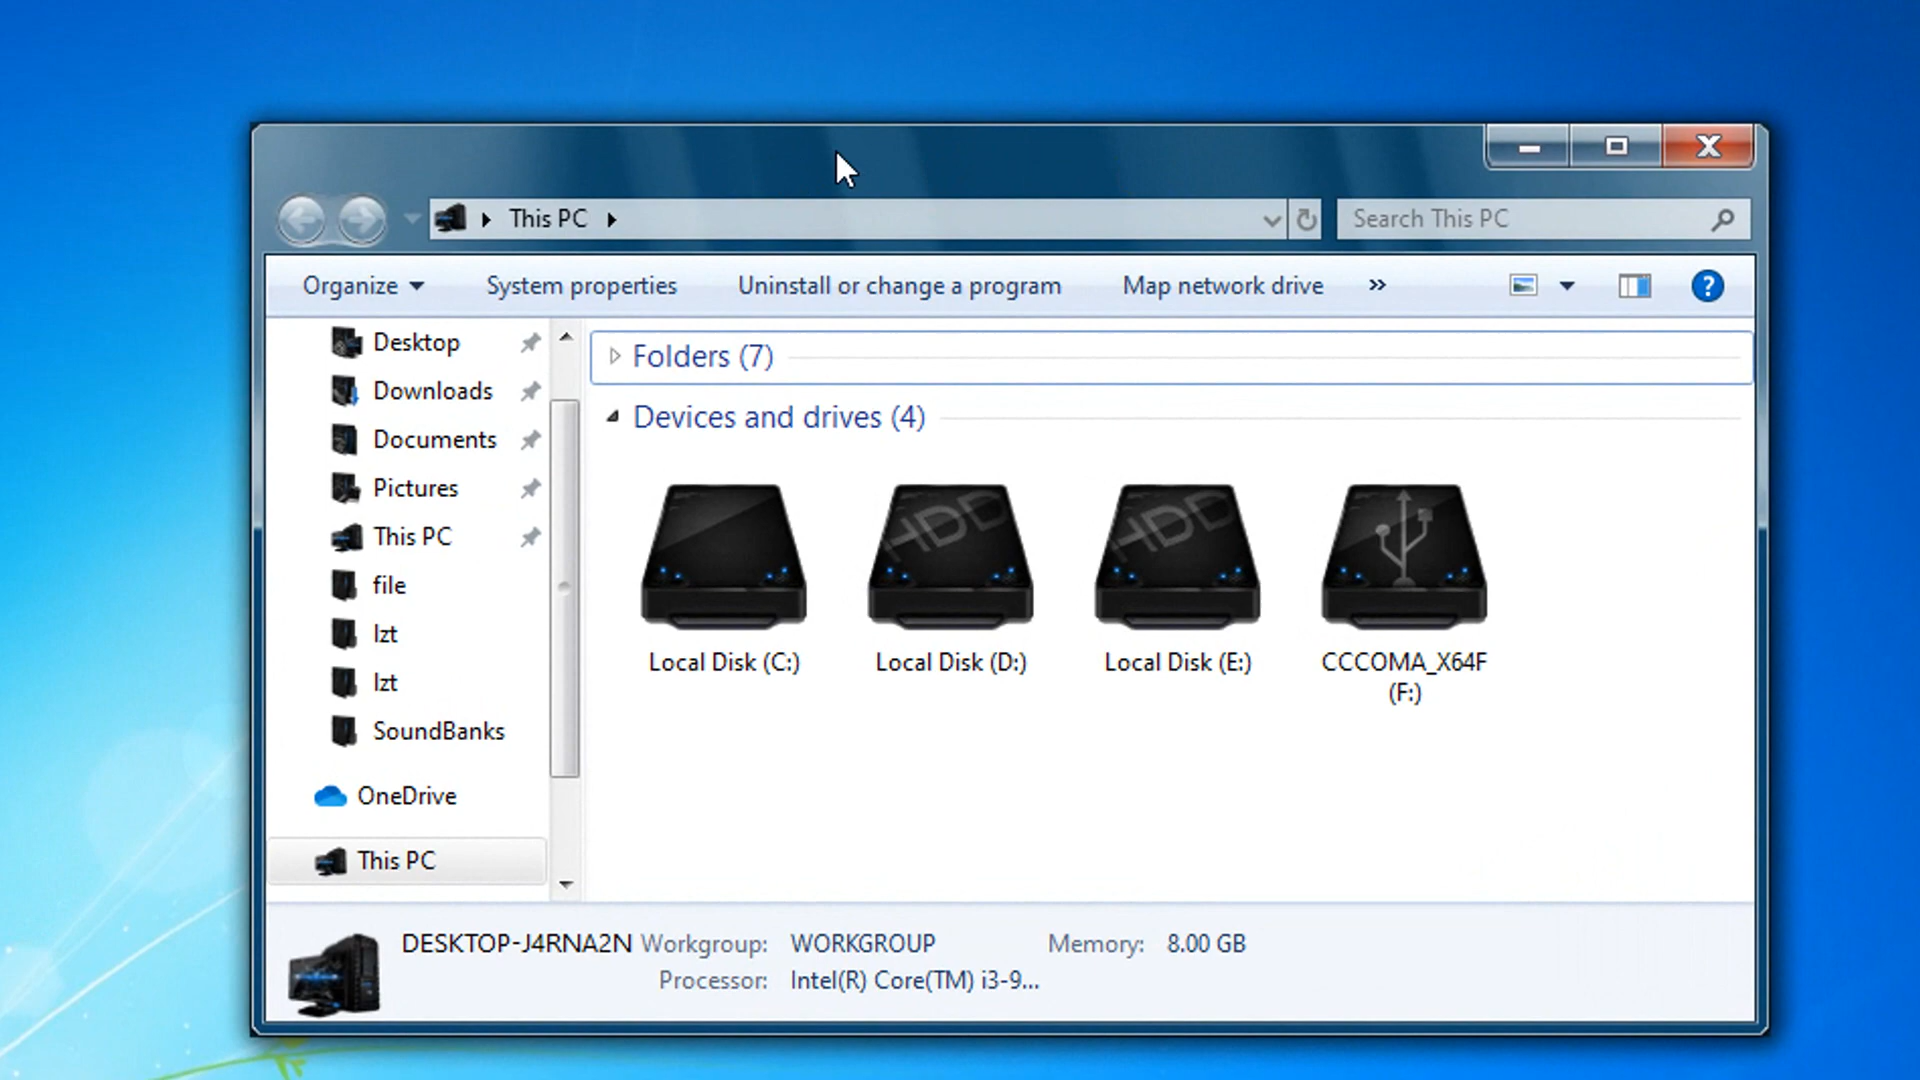 This PC
Search This PC
Organize
System properties
Uninstall or change a program
Map network drive
»
?
Desktop
Downloads
Documents
Pictures
This PC
file
lzt
lzt
SoundBanks
OneDrive
This PC
Folders (7)
Devices and drives (4)
HDD
HDD
Local Disk (C:)
Local Disk (D:)
Local Disk (E:)
CCCOMA_X64F
(F:)
DESKTOP-J4RNA2N Workgroup: WORKGROUP Memory: 8.00 GB
Processor: Intel(R) Core(TM) i3-9...